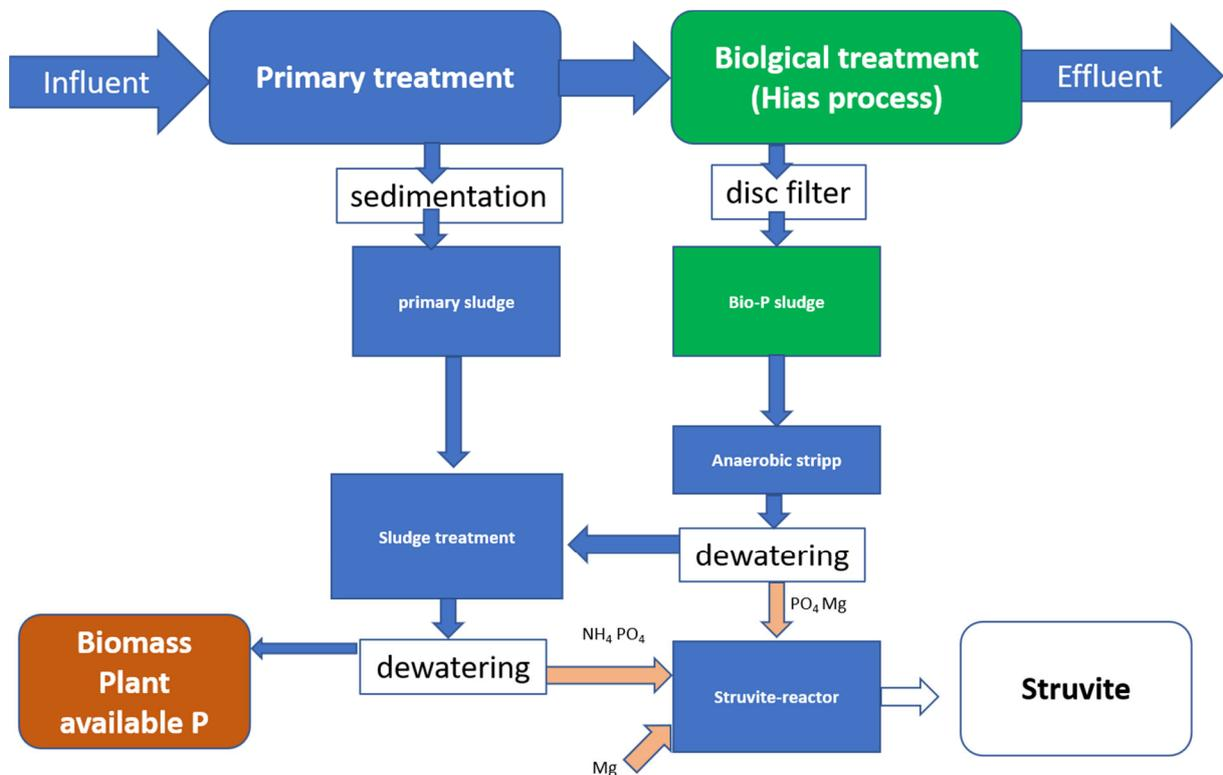 Influent
Primary treatment
Biolgical treatment
(Hias process)
Effluent
sedimentation
disc filter
primary sludge
Bio-P sludge
Anaerobic stripp
Sludge treatment
dewatering
PO₄ Mg
Biomass
Plant
available P
dewatering
NH₄ PO₄
Struvite-reactor
Struvite
Mg